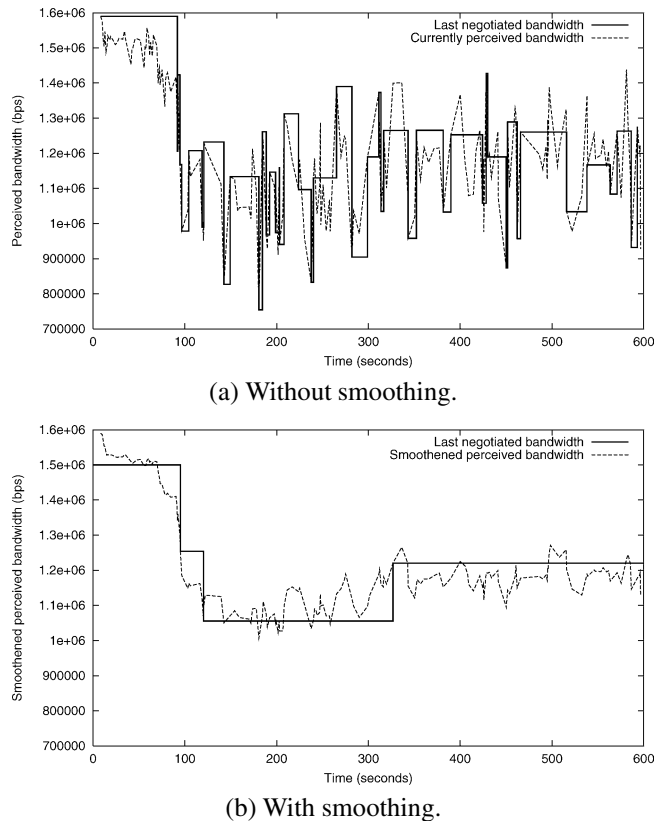 1.6e+06
1.5e+06
1.4e+06
1.3e+06
1.2e+06
1.1e+06
1e+06
900000
800000
700000
Perceived bandwidth (bps)
Last negotiated bandwidth
Currently perceived bandwidth
0 100 200 300 400 500 600
Time (seconds)
(a) Without smoothing.
1.6e+06
1.5e+06
1.4e+06
1.3e+06
1.2e+06
1.1e+06
1e+06
900000
800000
700000
Smoothened perceived bandwidth (bps)
Last negotiated bandwidth
Smoothened perceived bandwidth
0 100 200 300 400 500 600
Time (seconds)
(b) With smoothing.